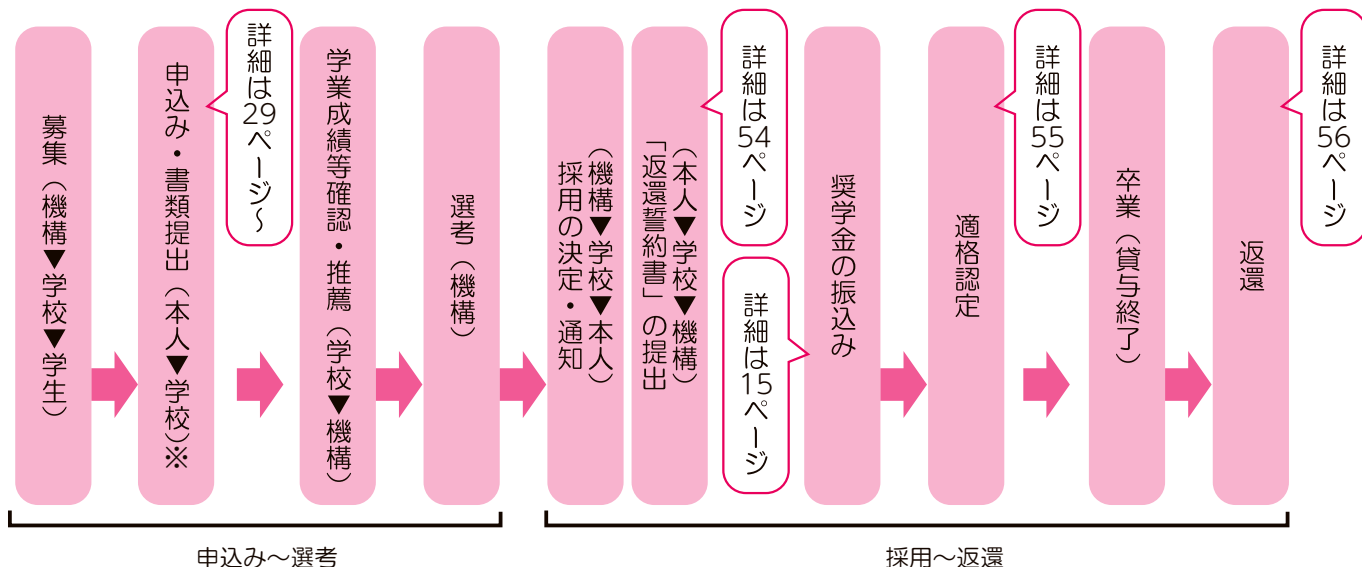 募集（機構▼学校▼学生）
申込み・書類提出（本人▼学校）※
詳細は29ページ～
学業成績等確認・推薦（学校▼機構）
選考（機構）
採用の決定・通知
（機構▼学校▼本人）
「返還誓約書」の提出
（本人▼学校▼機構）
詳細は54ページ
詳細は15ページ
奨学金の振込み
適格認定
詳細は55ページ
卒業（貸与終了）
返還
詳細は56ページ
申込み～選考
採用～返還